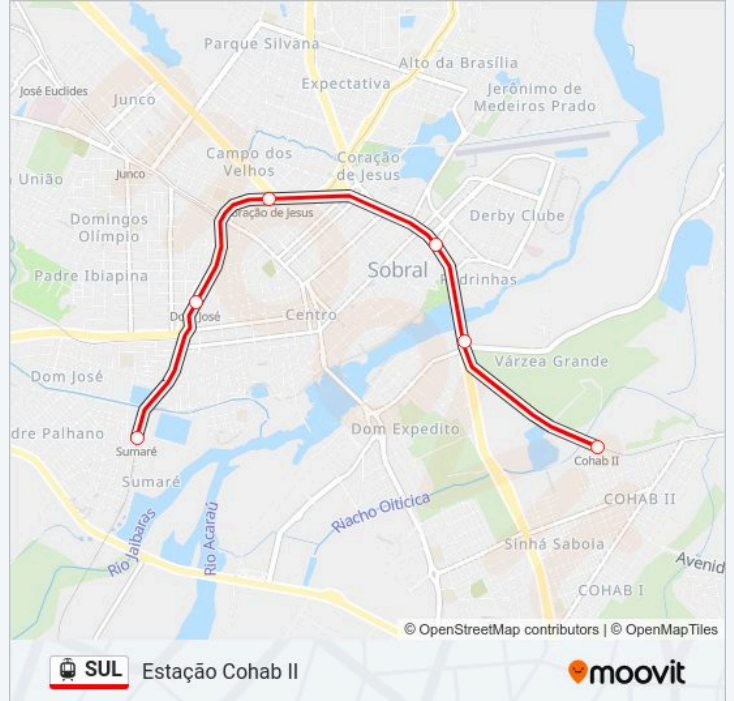 Parque Silvana
Alto da Brasília
Expectativa
José Euclides
Junco
Jerônimo de
Medeiros Prado
Campo dos
Velhos
Coração
de Jesus
Junco
o União
Coração de Jesus
Domingos
Olímpio
Derby Clube
Padre Ibiapina
Sobral
Pedrinhas
Centro
Dom José
Várzea Grande
Dom José
dre Palhano
Dom Expedito
Sumaré
Cohab II
Sumaré
COHAB II
Riacho Oiticica
Rio Jaibaras
Rio Acaraú
Sinhá Saboia
Avenid
COHAB I
© OpenStreetMap contributors | © OpenMapTiles
SUL Estação Cohab II
moovit